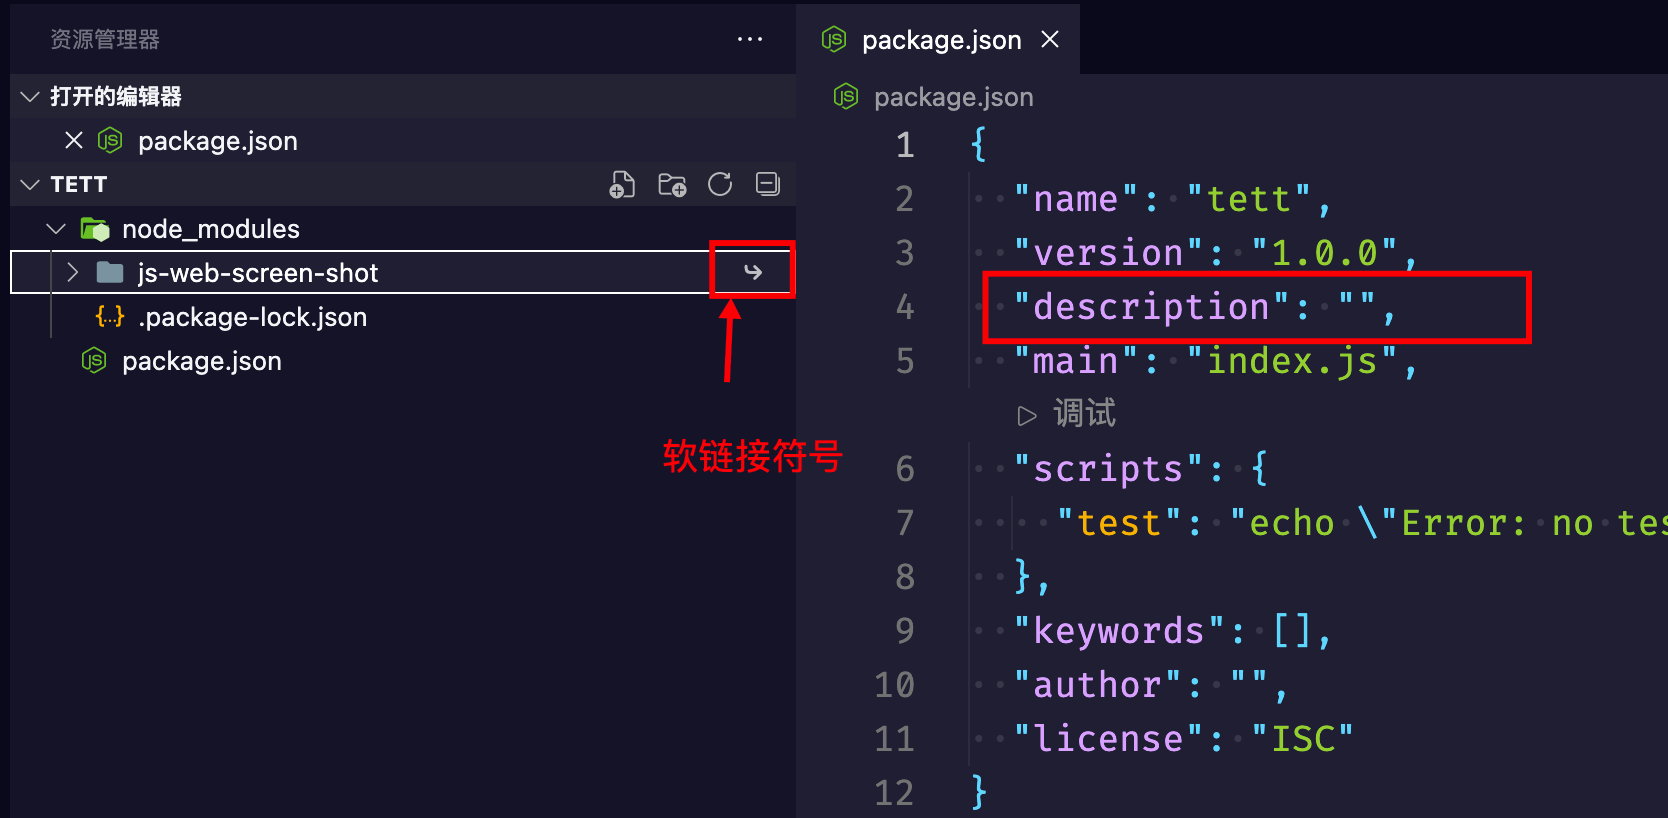 资源管理器
打开的编辑器
package.json
TETT
node_modules
js-web-screen-shot
.package-lock.json
package.json
软链接符号
package.json
package.json
1 {
2 "name": "tett",
3 "version": "1.0.0",
4 "description": "",
5 "main": "index.js",
调试
6 "scripts": {
7 "test": "echo \"Error: no tes
8 },
9 "keywords": [],
10 "author": "",
11 "license": "ISC"
12 }